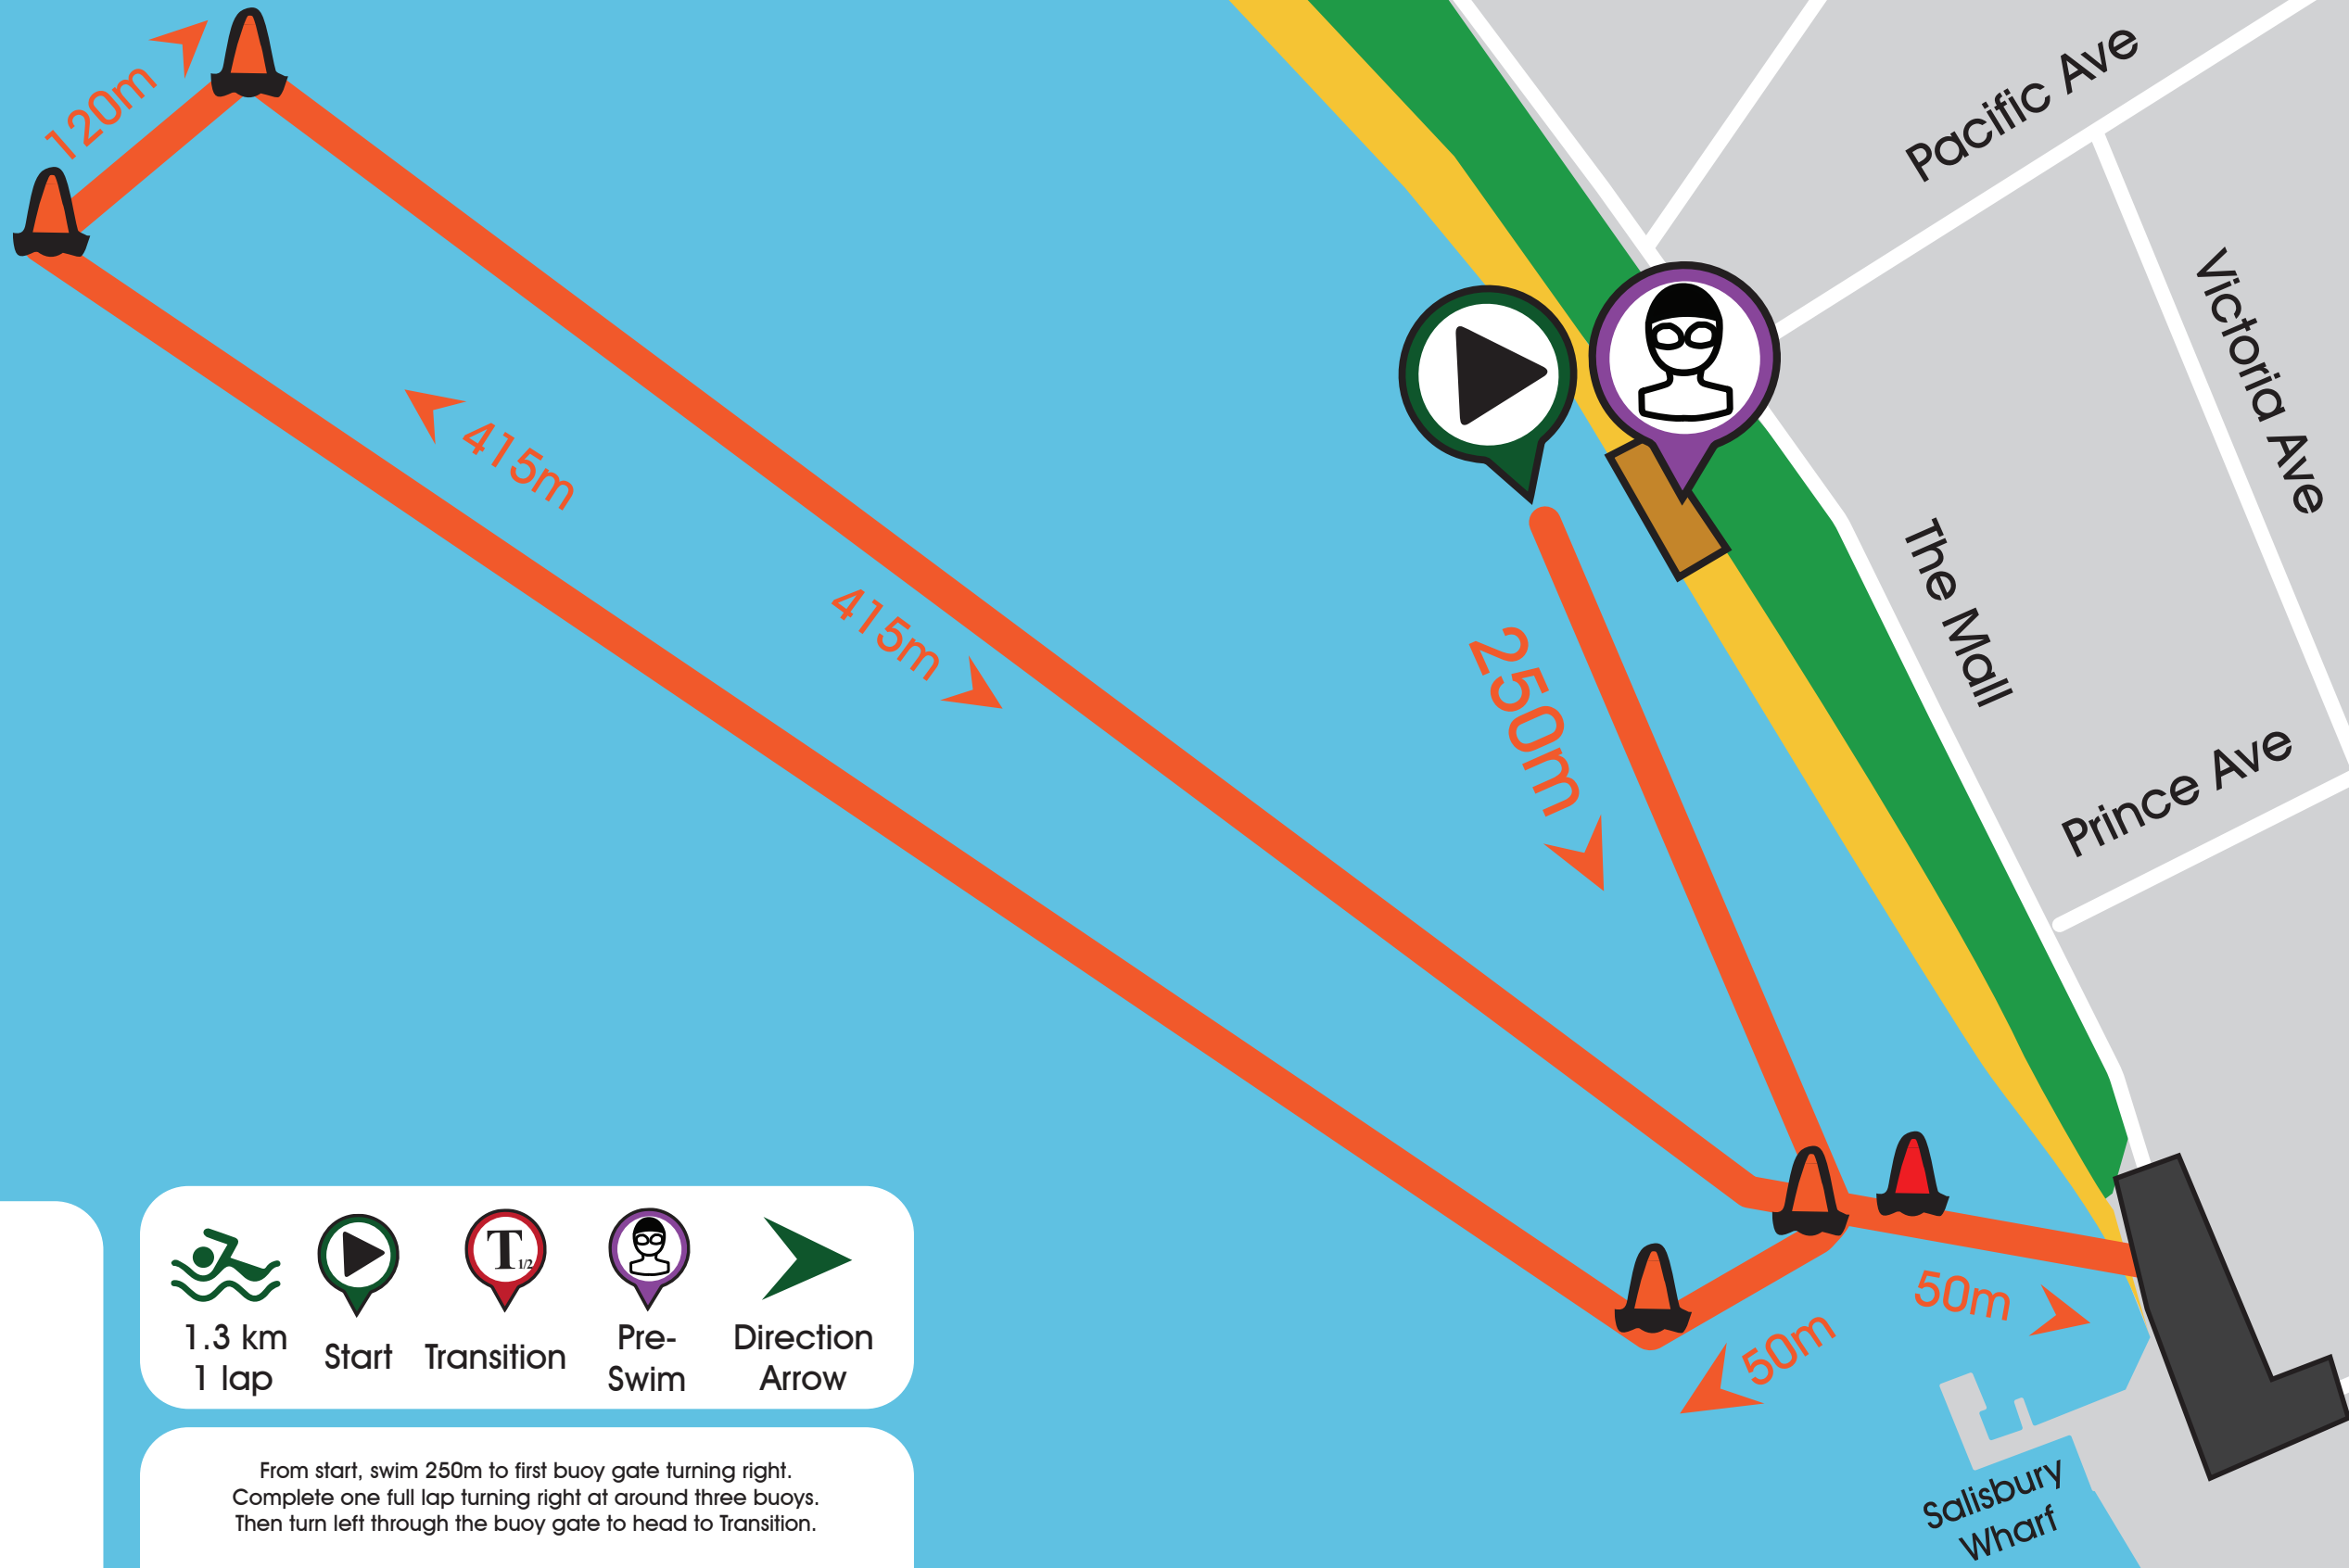 120m
Pacific Ave
Victoria Ave
415m
415m
The Mall
250m
Prince Ave
50m
50m
1.3 km
1 lap
Start
T 1/2
Transition
Pre-
Swim
Direction
Arrow
From start, swim 250m to first buoy gate turning right.
Complete one full lap turning right at around three buoys.
Then turn left through the buoy gate to head to Transition.
Salisbury
Wharf